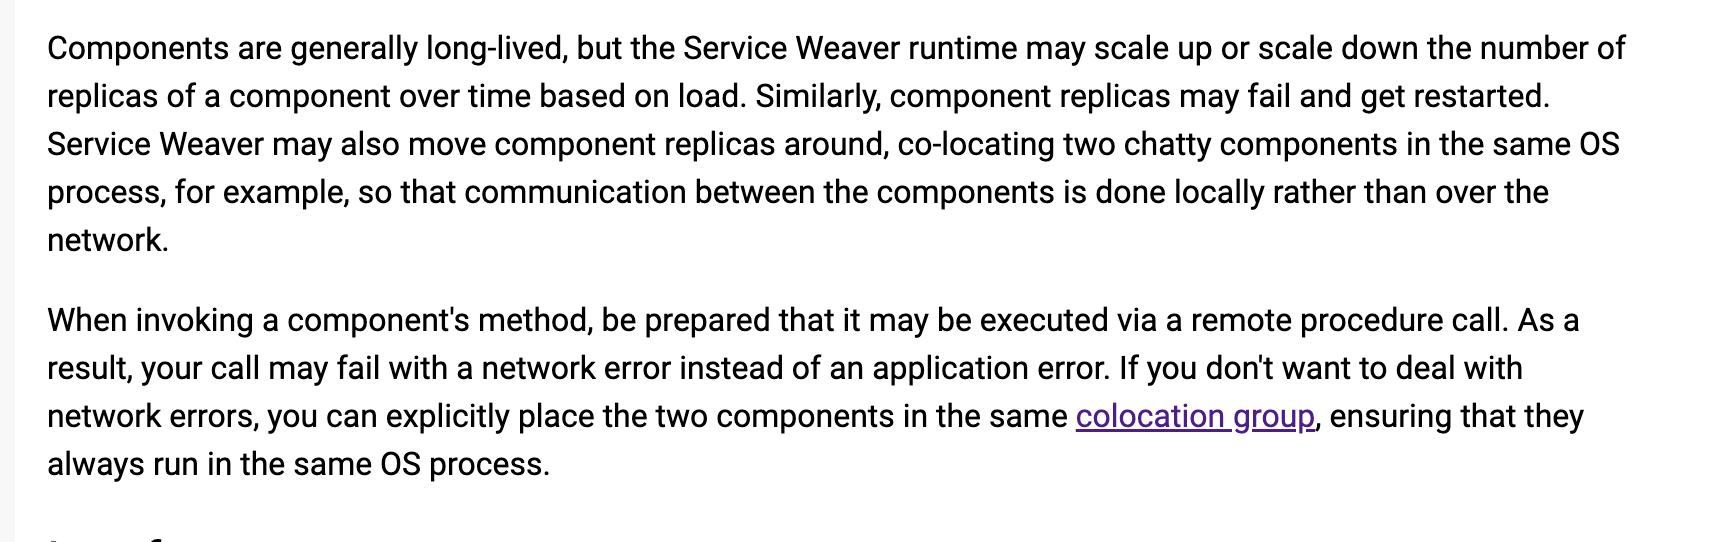 Components are generally long-lived, but the Service Weaver runtime may scale up or scale down the number of
replicas of a component over time based on load. Similarly, component replicas may fail and get restarted.
Service Weaver may also move component replicas around, co-locating two chatty components in the same OS
process, for example, so that communication between the components is done locally rather than over the
network.
When invoking a component's method, be prepared that it may be executed via a remote procedure call. As a
result, your call may fail with a network error instead of an application error. If you don't want to deal with
network errors, you can explicitly place the two components in the same colocation group, ensuring that they
always run in the same OS process.